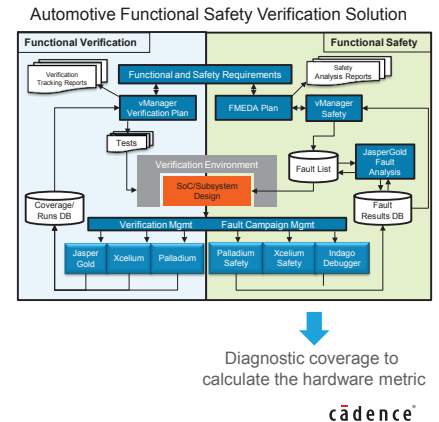 Automotive Functional Safety Verification Solution
Functional Verification
Functional Safety
Verification
Tracking Reports
Functional and Safety Requirements
Safety
Analysis Reports
vManager
Verification Plan
FMEDA Plan
vManager
Safety
Tests
Verification Environment
SoC/Subsystem
Design
Fault List
JasperGold
Fault
Analysis
Coverage/
Runs DB
Fault
Results DB
Verification Mgmt
Fault Campaign Mgmt
Jasper
Gold
Xcelium
Palladium
Palladium
Safety
Xcelium
Safety
Indago
Debugger
Diagnostic coverage to
calculate the hardware metric
cādence®